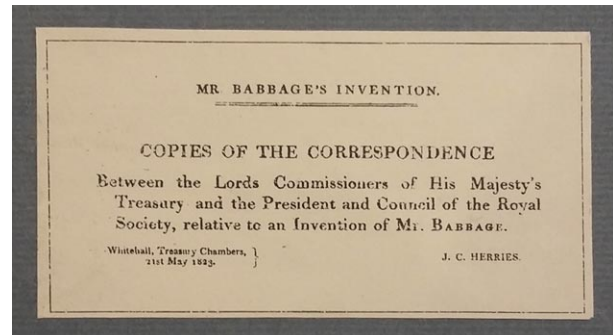 MR BABBAGE'S INVENTION.
COPIES OF THE CORRESPONDENCE
Between the Lords Commissioners of His Majesty's
Treasury and the President and Council of the Royal
Society, relative to an Invention of Mr. BABBAGE.
Whitehall, Treasury Chambers,
21st May 1823.
J. C. HERRIES.